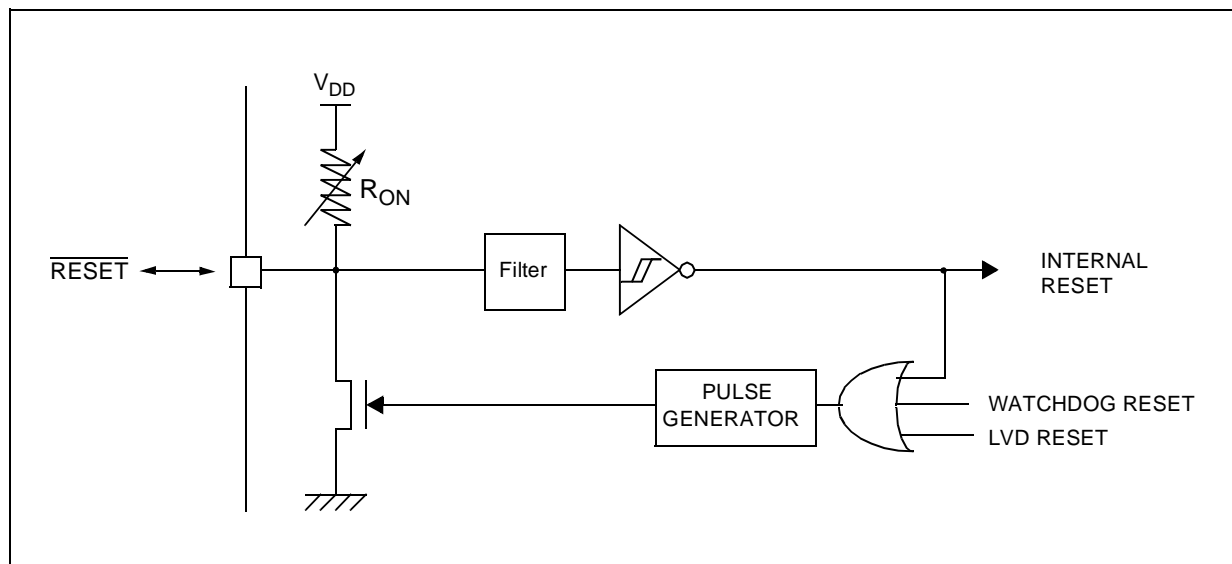 VDD
RON
RESET
Filter
INTERNAL
RESET
PULSE
GENERATOR
WATCHDOG RESET
LVD RESET